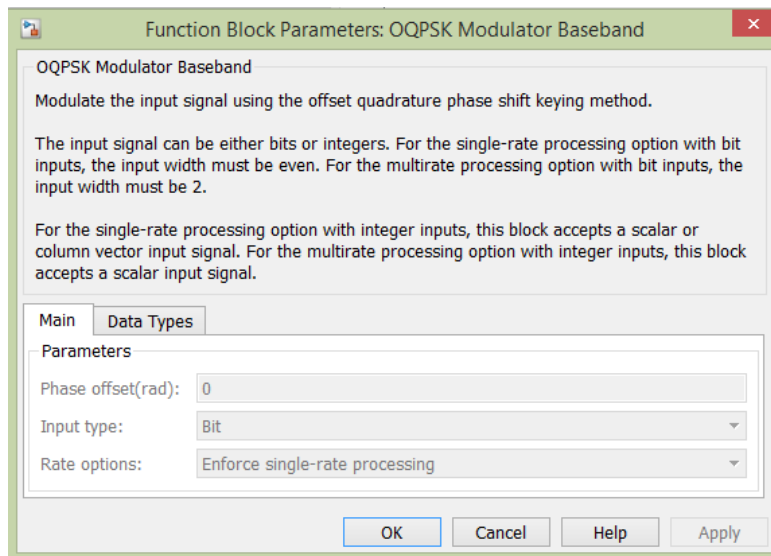 Function Block Parameters: OQPSK Modulator Baseband
OQPSK Modulator Baseband
Modulate the input signal using the offset quadrature phase shift keying method.
The input signal can be either bits or integers. For the single-rate processing option with bit
inputs, the input width must be even. For the multirate processing option with bit inputs, the
input width must be 2.
For the single-rate processing option with integer inputs, this block accepts a scalar or
column vector input signal. For the multirate processing option with integer inputs, this block
accepts a scalar input signal.
Main Data Types
Parameters
Phase offset(rad): 0
Input type: Bit
Rate options: Enforce single-rate processing
OK Cancel Help Apply